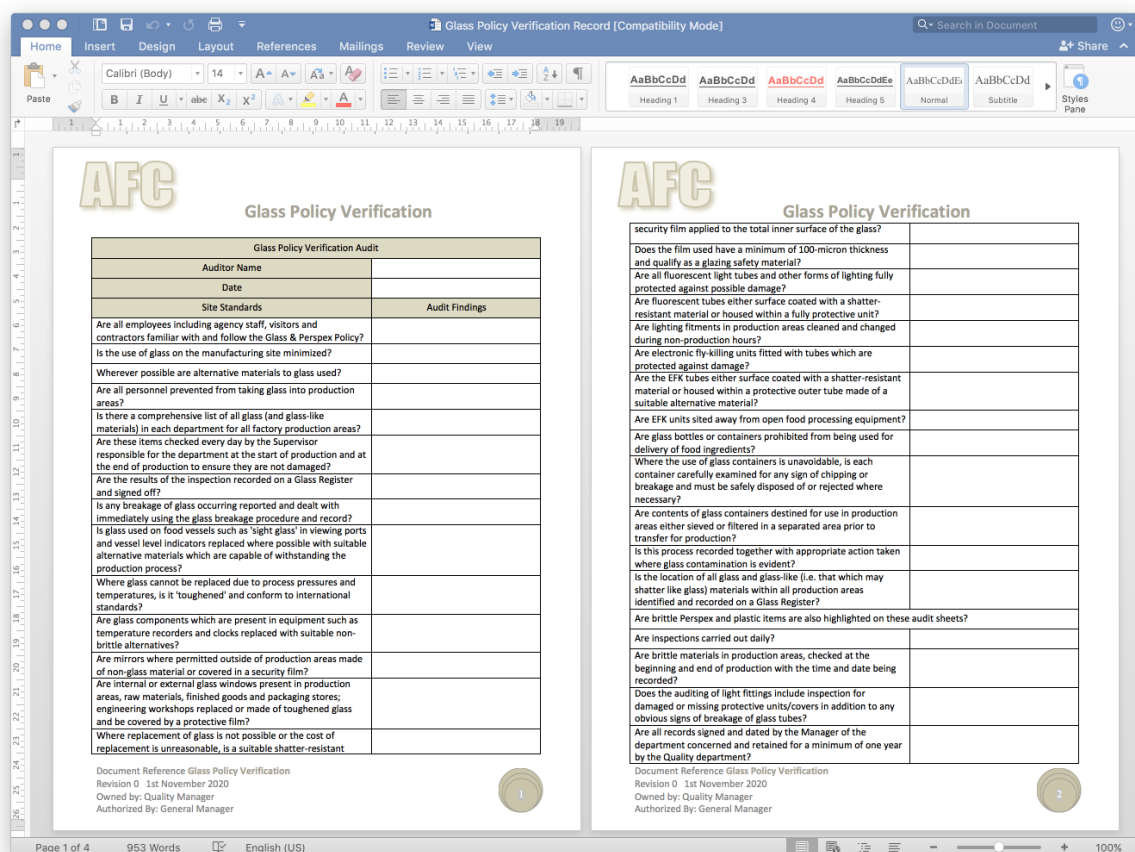 Glass Policy Verification Record [Compatibility Mode]
Search in Document
Home Insert Design Layout References Mailings Review View
Share
Paste
Calibri (Body) 14
AaBbCcDd AaBbCcDd AaBbCcDd AaBbCcDdEe AaBbCcDdE AaBbCcDd
Heading 1 Heading 3 Heading 4 Heading 5 Normal Subtitle
Styles Pane
AFC
Glass Policy Verification
Glass Policy Verification Audit
Auditor Name
Date
Site Standards Audit Findings
Are all employees including agency staff, visitors and
contractors familiar with and follow the Glass & Perspex Policy?
Is the use of glass on the manufacturing site minimized?
Wherever possible are alternative materials to glass used?
Are all personnel prevented from taking glass into production
areas?
Is there a comprehensive list of all glass (and glass-like
materials) in each department for all factory production areas?
Are these items checked every day by the Supervisor
responsible for the department at the start of production and at
the end of production to ensure they are not damaged?
Are the results of the inspection recorded on a Glass Register
and signed off?
Is any breakage of glass occurring reported and dealt with
immediately using the glass breakage procedure and record?
Is glass used on food vessels such as 'sight glass' in viewing ports
and vessel level indicators replaced where possible with suitable
alternative materials which are capable of withstanding the
production process?
Where glass cannot be replaced due to process pressures and
temperatures, is it 'toughened' and conform to international
standards?
Are glass components which are present in equipment such as
temperature recorders and clocks replaced with suitable non-
brittle alternatives?
Are mirrors where permitted outside of production areas made
of non-glass material or covered in a security film?
Are internal or external glass windows present in production
areas, raw materials, finished goods and packaging stores;
engineering workshops replaced or made of toughened glass
and be covered by a protective film?
Where replacement of glass is not possible or the cost of
replacement is unreasonable, is a suitable shatter-resistant
Document Reference Glass Policy Verification
Revision 0 1st November 2020
Owned by: Quality Manager
Authorized By: General Manager
1
AFC
Glass Policy Verification
security film applied to the total inner surface of the glass?
Does the film used have a minimum of 100-micron thickness
and qualify as a glazing safety material?
Are all fluorescent light tubes and other forms of lighting fully
protected against possible damage?
Are fluorescent tubes either surface coated with a shatter-
resistant material or housed within a fully protective unit?
Are lighting fitments in production areas cleaned and changed
during non-production hours?
Are electronic fly-killing units fitted with tubes which are
protected against damage?
Are the EFK tubes either surface coated with a shatter-resistant
material or housed within a protective outer tube made of a
suitable alternative material?
Are EFK units sited away from open food processing equipment?
Are glass bottles or containers prohibited from being used for
delivery of food ingredients?
Where the use of glass containers is unavoidable, is each
container carefully examined for any sign of chipping or
breakage and must be safely disposed of or rejected where
necessary?
Are contents of glass containers destined for use in production
areas either sieved or filtered in a separated area prior to
transfer for production?
Is this process recorded together with appropriate action taken
where glass contamination is evident?
Is the location of all glass and glass-like (i.e. that which may
shatter like glass) materials within all production areas
identified and recorded on a Glass Register?
Are brittle Perspex and plastic items are also highlighted on these audit sheets?
Are inspections carried out daily?
Are brittle materials in production areas, checked at the
beginning and end of production with the time and date being
recorded?
Does the auditing of light fittings include inspection for
damaged or missing protective units/covers in addition to any
obvious signs of breakage of glass tubes?
Are all records signed and dated by the Manager of the
department concerned and retained for a minimum of one year
by the Quality department?
Document Reference Glass Policy Verification
Revision 0 1st November 2020
Owned by: Quality Manager
Authorized By: General Manager
2
Page 1 of 4 953 Words English (US) 100%